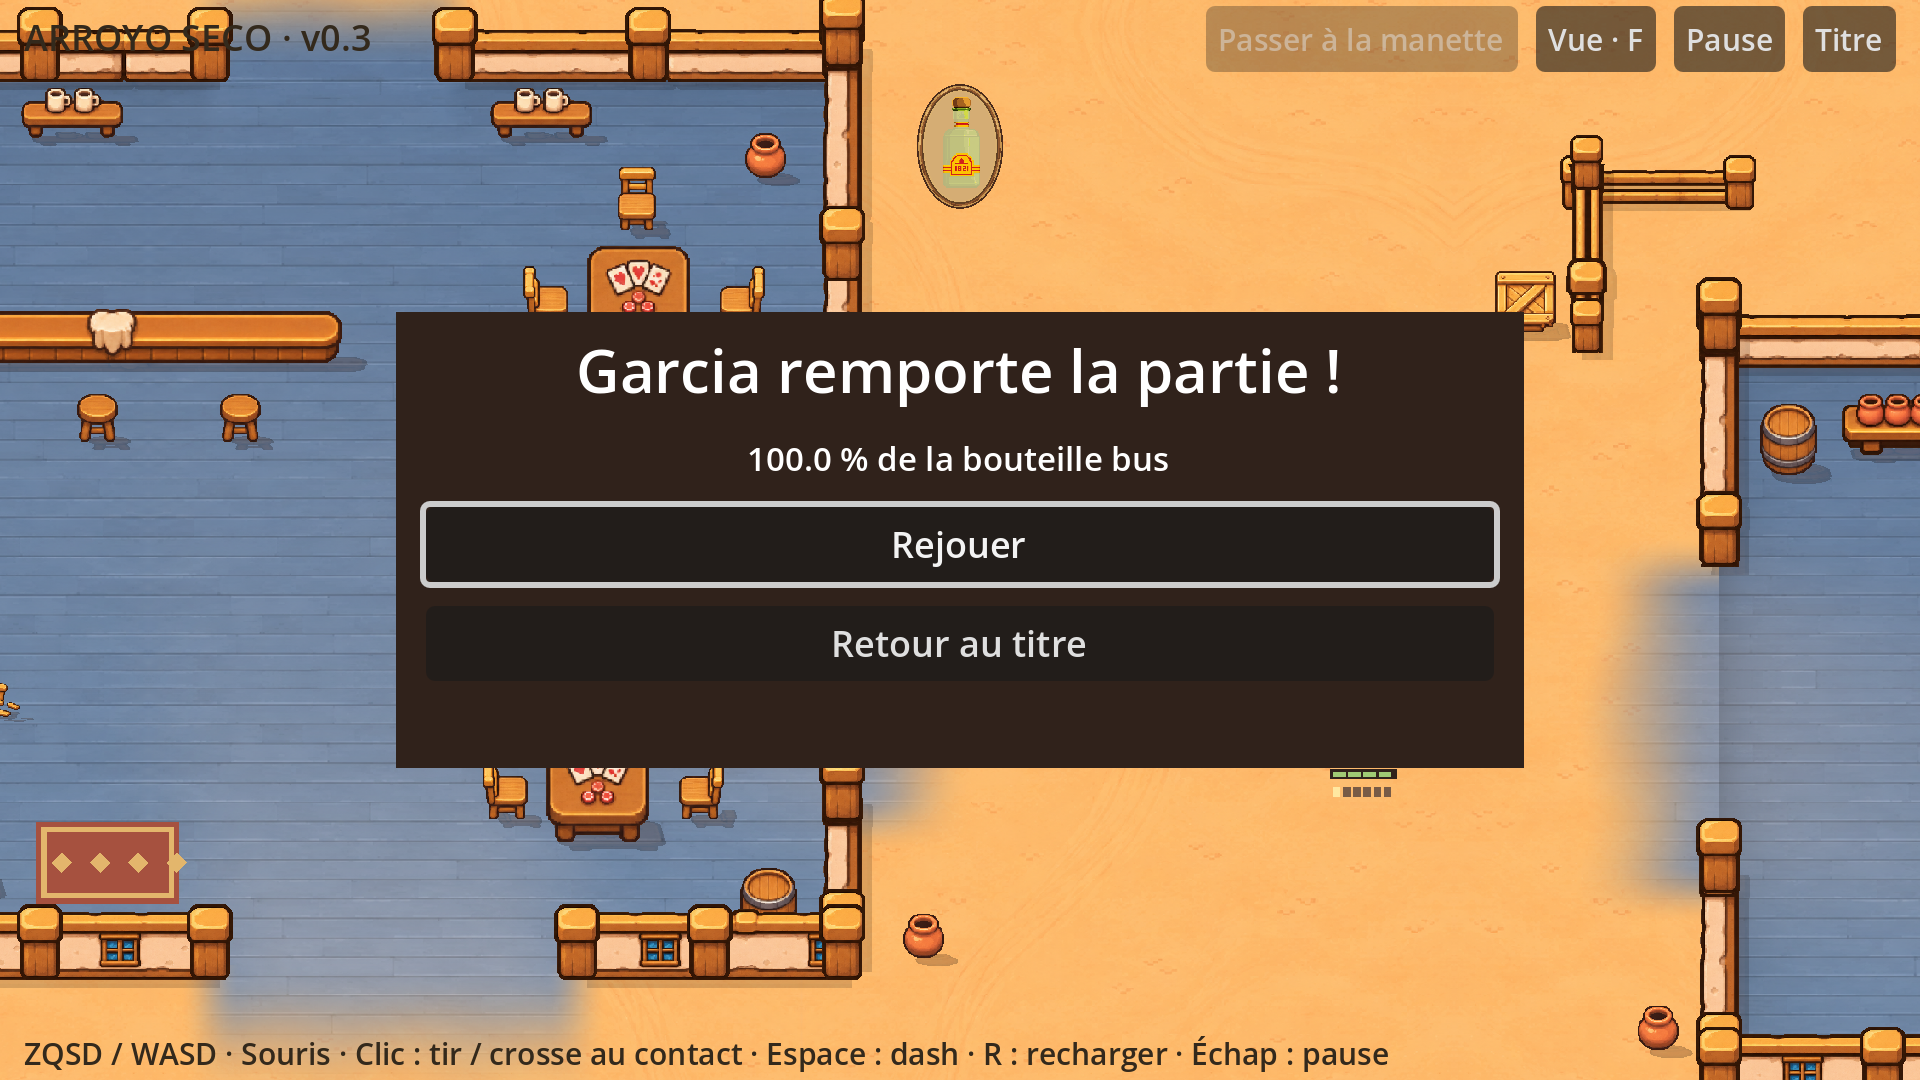 ARROYO SECO · v0.3
Passer à la manette
Vue · F
Pause
Titre
1821
Garcia remporte la partie !
100.0 % de la bouteille bus
Rejouer
Retour au titre
ZQSD / WASD · Souris · Clic : tir / crosse au contact · Espace : dash · R : recharger · Échap : pause